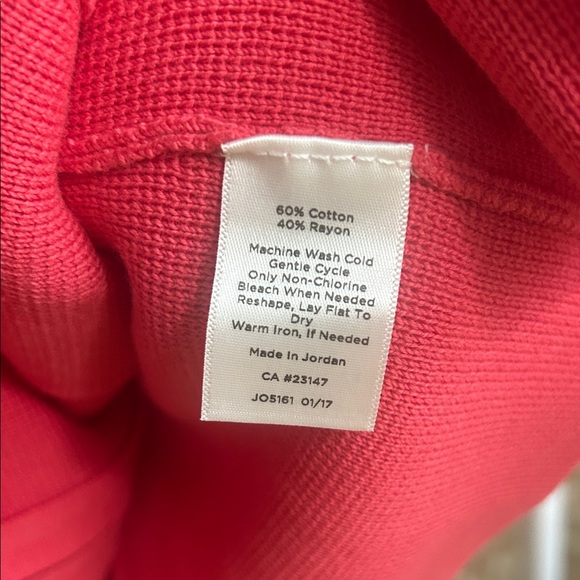 60% Cotton
40% Rayon
Machine Wash Cold
Gentle Cycle
Only Non-Chlorine
Bleach When Needed
Reshape, Lay Flat To
Dry
Warm Iron, If Needed
Made In Jordan
CA #23147
JO5161 01/17